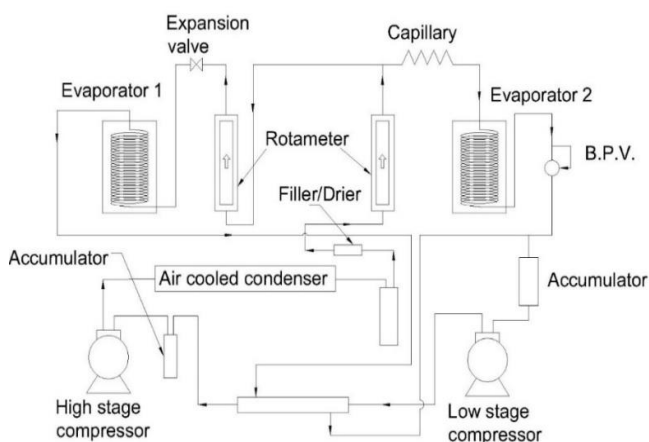 Expansion
valve
Capillary
Evaporator 1
Evaporator 2
Rotameter
B.P.V.
Filler/Drier
Accumulator
Air cooled condenser
Accumulator
High stage
compressor
Low stage
compressor